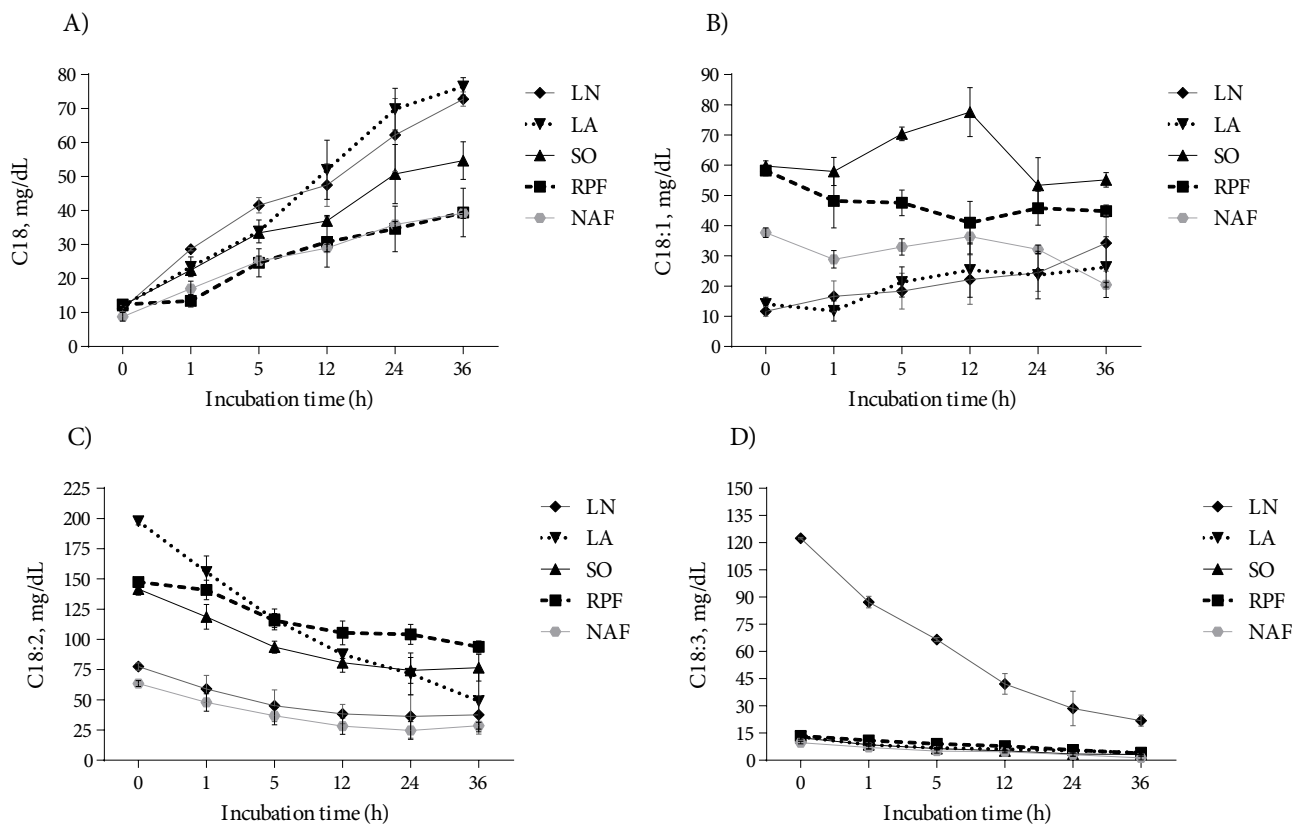 A)
C18, mg/dL
80
70
60
50
40
30
20
10
0
0 1 5 12 24 36
Incubation time (h)
LN
LA
SO
RPF
NAF
B)
C18:1, mg/dL
90
80
70
60
50
40
30
20
10
0
0 1 5 12 24 36
Incubation time (h)
LN
LA
SO
RPF
NAF
C)
C18:2, mg/dL
225
200
175
150
125
100
75
50
25
0
0 1 5 12 24 36
Incubation time (h)
LN
LA
SO
RPF
NAF
D)
C18:3, mg/dL
150
135
120
105
90
75
60
45
30
15
0
0 1 5 12 24 36
Incubation time (h)
LN
LA
SO
RPF
NAF